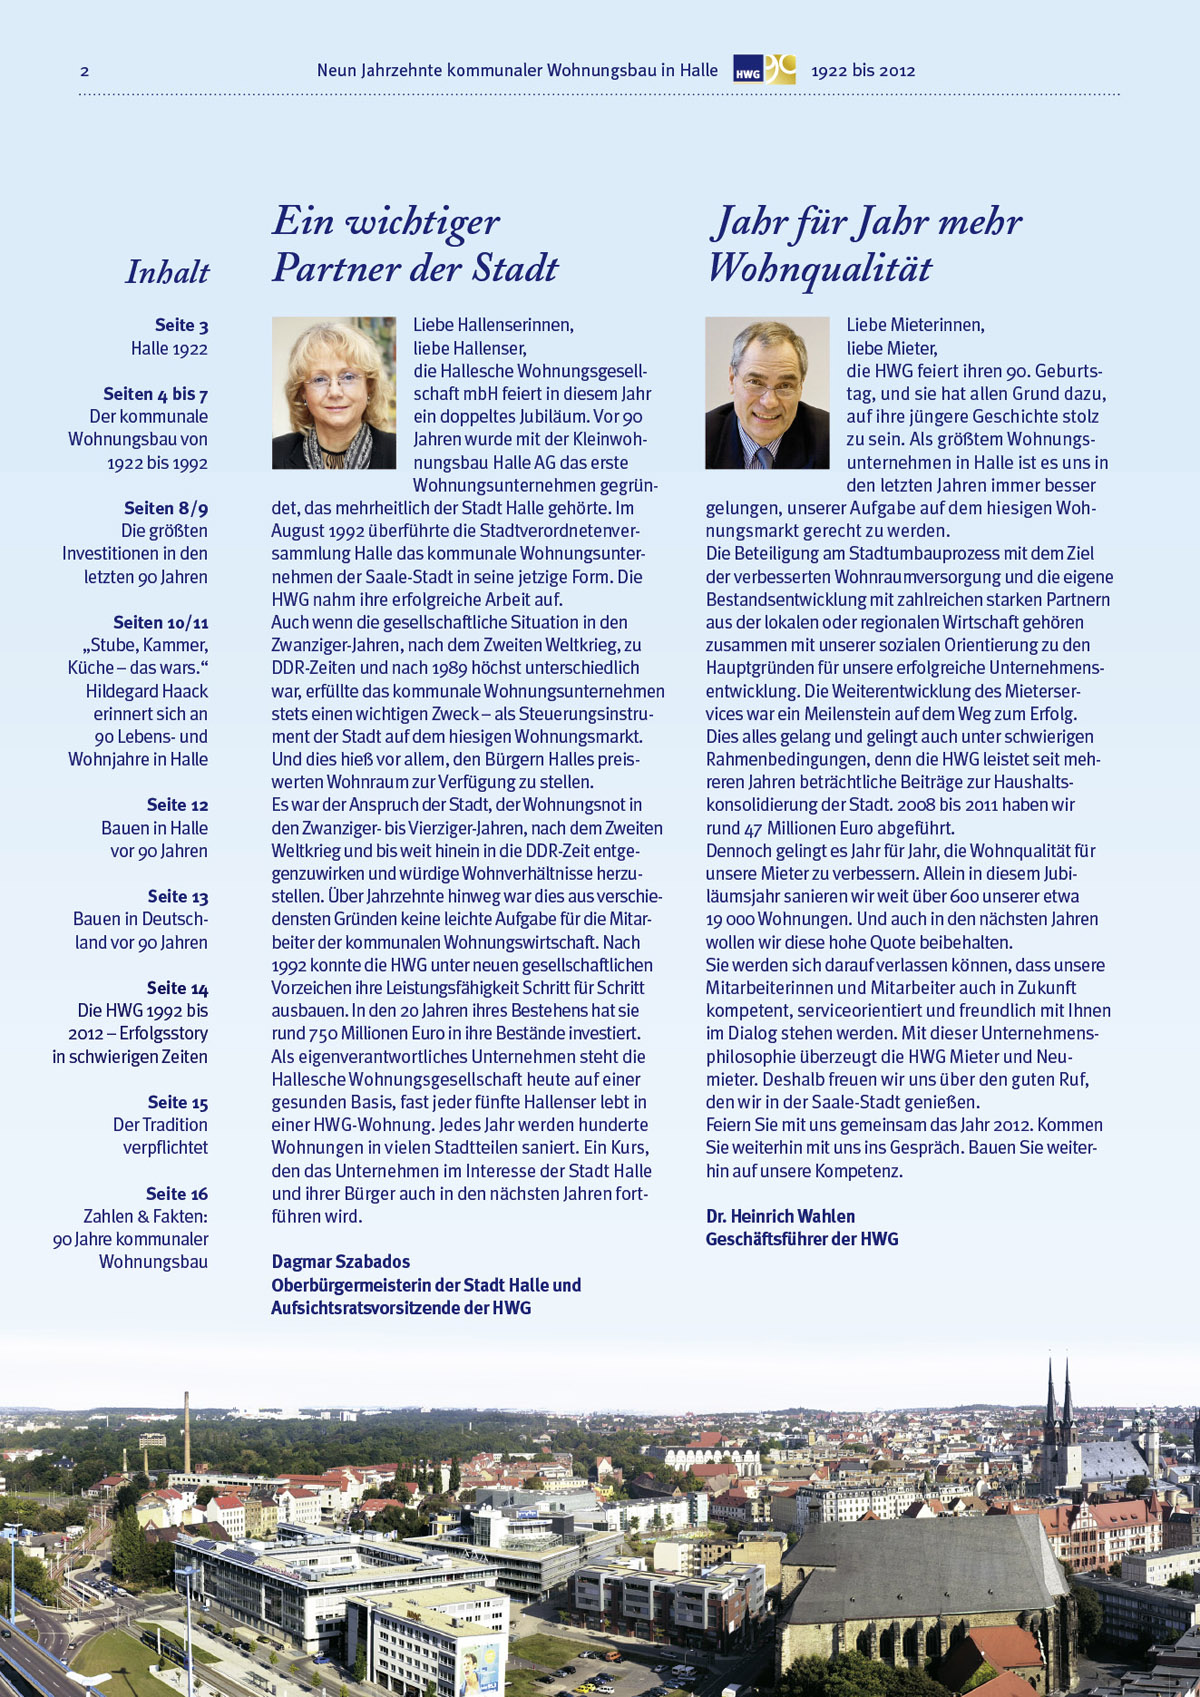 2
Neun Jahrzehnte kommunaler Wohnungsbau in Halle
HWG
90
1922 bis 2012
Inhalt
Seite 3
Halle 1922
Seiten 4 bis 7
Der kommunale
Wohnungsbau von
1922 bis 1992
Seiten 8/9
Die größten
Investitionen in den
letzten 90 Jahren
Seiten 10/11
„Stube, Kammer,
Küche – das wars.“
Hildegard Haack
erinnert sich an
90 Lebens- und
Wohnjahre in Halle
Seite 12
Bauen in Halle
vor 90 Jahren
Seite 13
Bauen in Deutsch-
land vor 90 Jahren
Seite 14
Die HWG 1992 bis
2012 – Erfolgsstory
in schwierigen Zeiten
Seite 15
Der Tradition
verpflichtet
Seite 16
Zahlen & Fakten:
90 Jahre kommunaler
Wohnungsbau
Ein wichtiger
Partner der Stadt
Liebe Hallenserinnen,
liebe Hallenser,
die Hallesche Wohnungsgesell-
schaft mbH feiert in diesem Jahr
ein doppeltes Jubiläum. Vor 90
Jahren wurde mit der Kleinwoh-
nungsbau Halle AG das erste
Wohnungsunternehmen gegrün-
det, das mehrheitlich der Stadt Halle gehörte. Im
August 1992 überführte die Stadtverordnetenver-
sammlung Halle das kommunale Wohnungsunter-
nehmen der Saale-Stadt in seine jetzige Form. Die
HWG nahm ihre erfolgreiche Arbeit auf.
Auch wenn die gesellschaftliche Situation in den
Zwanziger-Jahren, nach dem Zweiten Weltkrieg, zu
DDR-Zeiten und nach 1989 höchst unterschiedlich
war, erfüllte das kommunale Wohnungsunternehmen
stets einen wichtigen Zweck – als Steuerungsinstru-
ment der Stadt auf dem hiesigen Wohnungsmarkt.
Und dies hieß vor allem, den Bürgern Halles preis-
werten Wohnraum zur Verfügung zu stellen.
Es war der Anspruch der Stadt, der Wohnungsnot in
den Zwanziger- bis Vierziger-Jahren, nach dem Zweiten
Weltkrieg und bis weit hinein in die DDR-Zeit entge-
genzuwirken und würdige Wohnverhältnisse herzu-
stellen. Über Jahrzehnte hinweg war dies aus verschie-
densten Gründen keine leichte Aufgabe für die Mitar-
beiter der kommunalen Wohnungswirtschaft. Nach
1992 konnte die HWG unter neuen gesellschaftlichen
Vorzeichen ihre Leistungsfähigkeit Schritt für Schritt
ausbauen. In den 20 Jahren ihres Bestehens hat sie
rund 750 Millionen Euro in ihre Bestände investiert.
Als eigenverantwortliches Unternehmen steht die
Hallesche Wohnungsgesellschaft heute auf einer
gesunden Basis, fast jeder fünfte Hallenser lebt in
einer HWG-Wohnung. Jedes Jahr werden hunderte
Wohnungen in vielen Stadtteilen saniert. Ein Kurs,
den das Unternehmen im Interesse der Stadt Halle
und ihrer Bürger auch in den nächsten Jahren fort-
führen wird.
Dagmar Szabados
Oberbürgermeisterin der Stadt Halle und
Aufsichtsratsvorsitzende der HWG
Jahr für Jahr mehr
Wohnqualität
Liebe Mieterinnen,
liebe Mieter,
die HWG feiert ihren 90. Geburts-
tag, und sie hat allen Grund dazu,
auf ihre jüngere Geschichte stolz
zu sein. Als größtem Wohnungs-
unternehmen in Halle ist es uns in
den letzten Jahren immer besser
gelungen, unserer Aufgabe auf dem hiesigen Woh-
nungsmarkt gerecht zu werden.
Die Beteiligung am Stadtumbauprozess mit dem Ziel
der verbesserten Wohnraumversorgung und die eigene
Bestandsentwicklung mit zahlreichen starken Partnern
aus der lokalen oder regionalen Wirtschaft gehören
zusammen mit unserer sozialen Orientierung zu den
Hauptgründen für unsere erfolgreiche Unternehmens-
entwicklung. Die Weiterentwicklung des Mieterser-
vices war ein Meilenstein auf dem Weg zum Erfolg.
Dies alles gelang und gelingt auch unter schwierigen
Rahmenbedingungen, denn die HWG leistet seit meh-
reren Jahren beträchtliche Beiträge zur Haushalts-
konsolidierung der Stadt. 2008 bis 2011 haben wir
rund 47 Millionen Euro abgeführt.
Dennoch gelingt es Jahr für Jahr, die Wohnqualität für
unsere Mieter zu verbessern. Allein in diesem Jubi-
läumsjahr sanieren wir weit über 600 unserer etwa
19 000 Wohnungen. Und auch in den nächsten Jahren
wollen wir diese hohe Quote beibehalten.
Sie werden sich darauf verlassen können, dass unsere
Mitarbeiterinnen und Mitarbeiter auch in Zukunft
kompetent, serviceorientiert und freundlich mit Ihnen
im Dialog stehen werden. Mit dieser Unternehmens-
philosophie überzeugt die HWG Mieter und Neu-
mieter. Deshalb freuen wir uns über den guten Ruf,
den wir in der Saale-Stadt genießen.
Feiern Sie mit uns gemeinsam das Jahr 2012. Kommen
Sie weiterhin mit uns ins Gespräch. Bauen Sie weiter-
hin auf unsere Kompetenz.
Dr. Heinrich Wahlen
Geschäftsführer der HWG